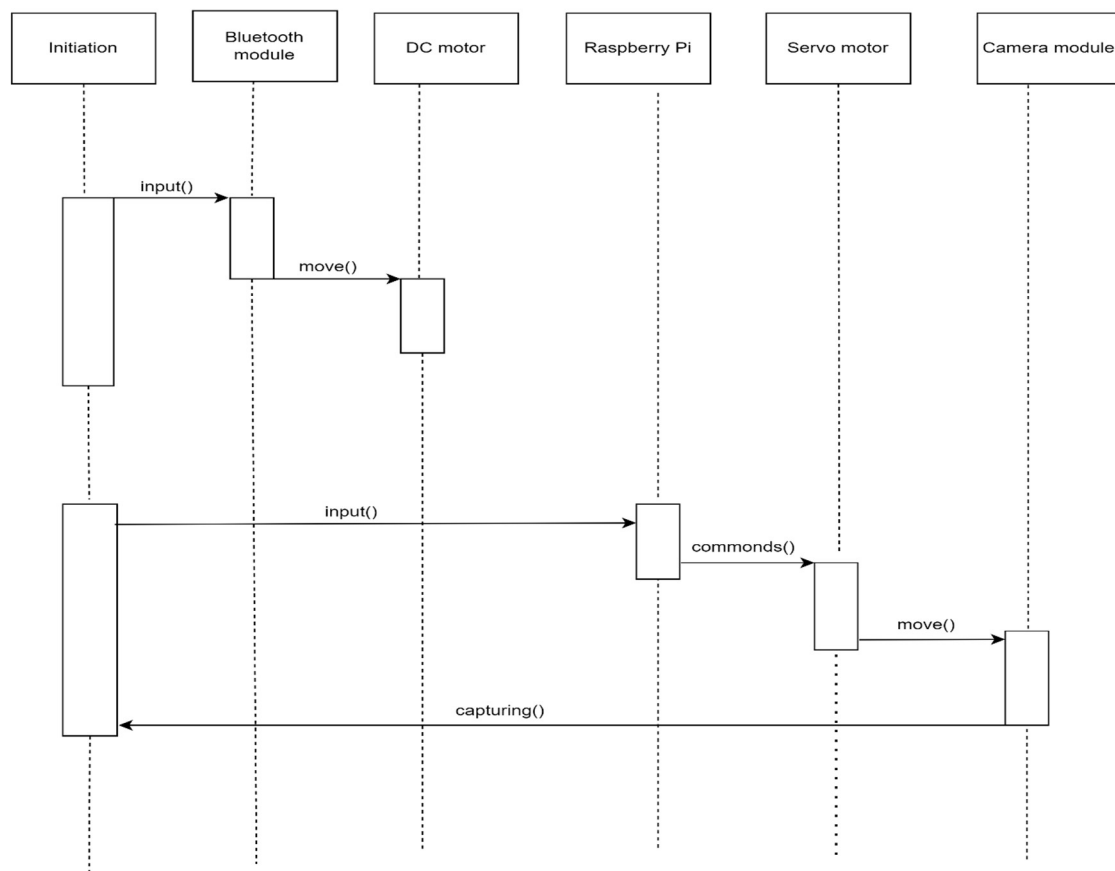 Initiation
Bluetooth
module
DC motor
Raspberry Pi
Servo motor
Camera module
input()
move()
input()
commonds()
move()
capturing()